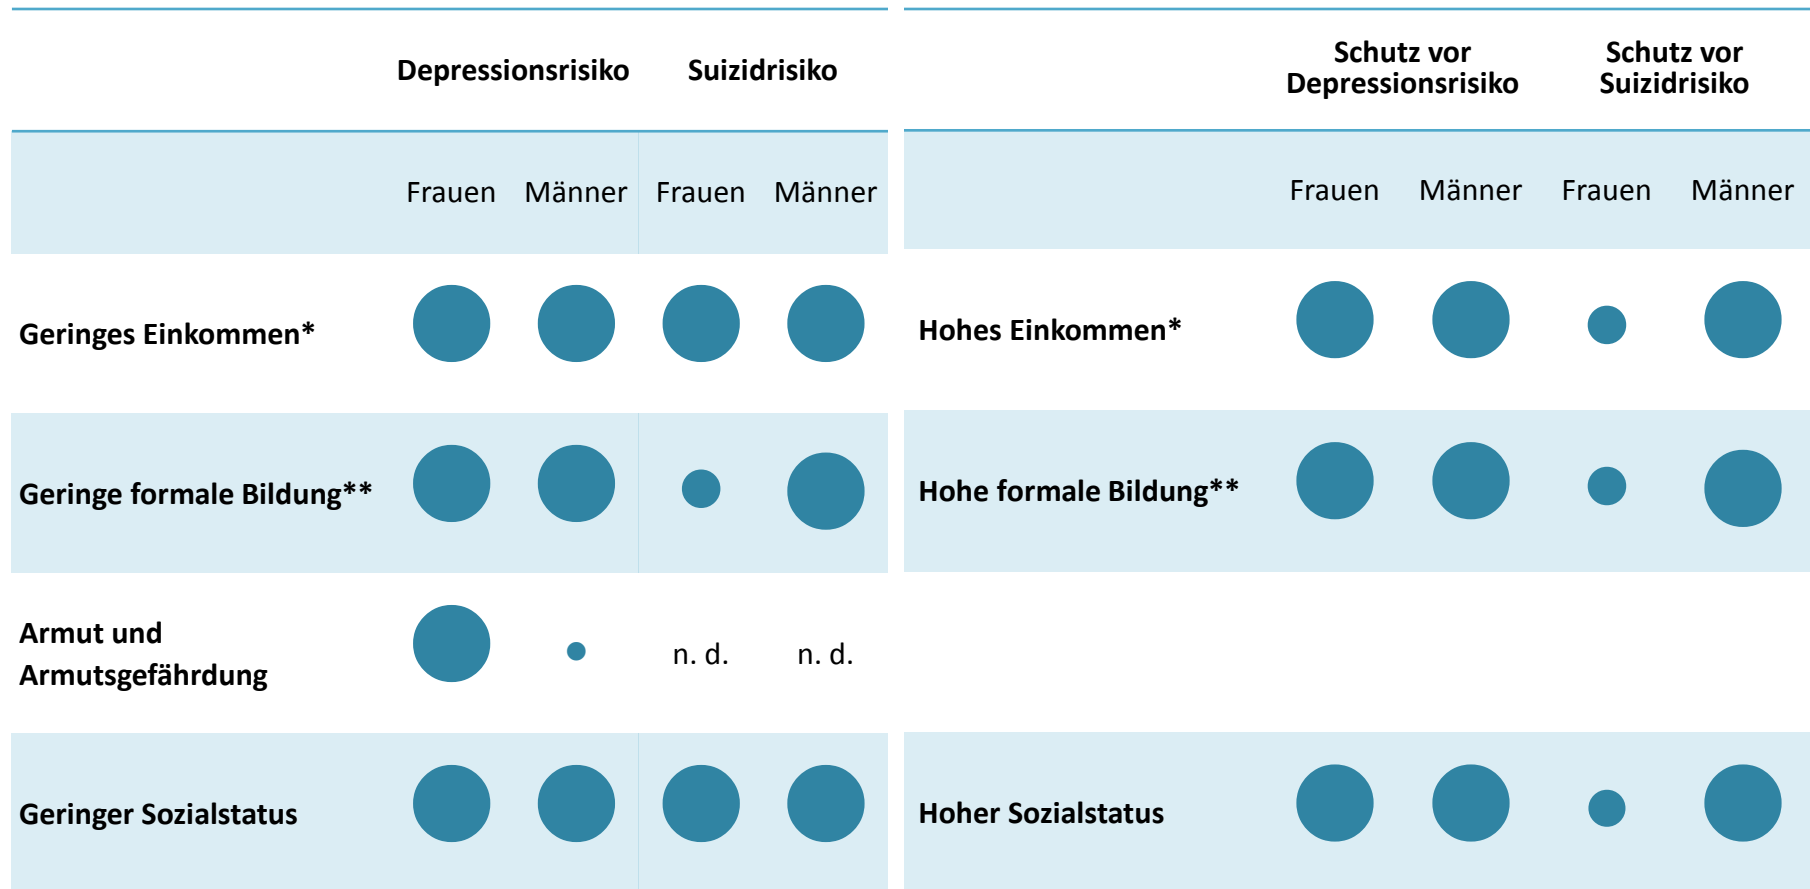 Depressionsrisiko Suizidrisiko
Frauen Männer Frauen Männer
Geringes Einkommen*
Geringe formale Bildung**
Armut und
Armutsgefährdung
n. d. n. d.
Geringer Sozialstatus
Schutz vor
Depressionsrisiko
Schutz vor
Suizidrisiko
Frauen Männer Frauen Männer
Hohes Einkommen*
Hohe formale Bildung**
Hoher Sozialstatus